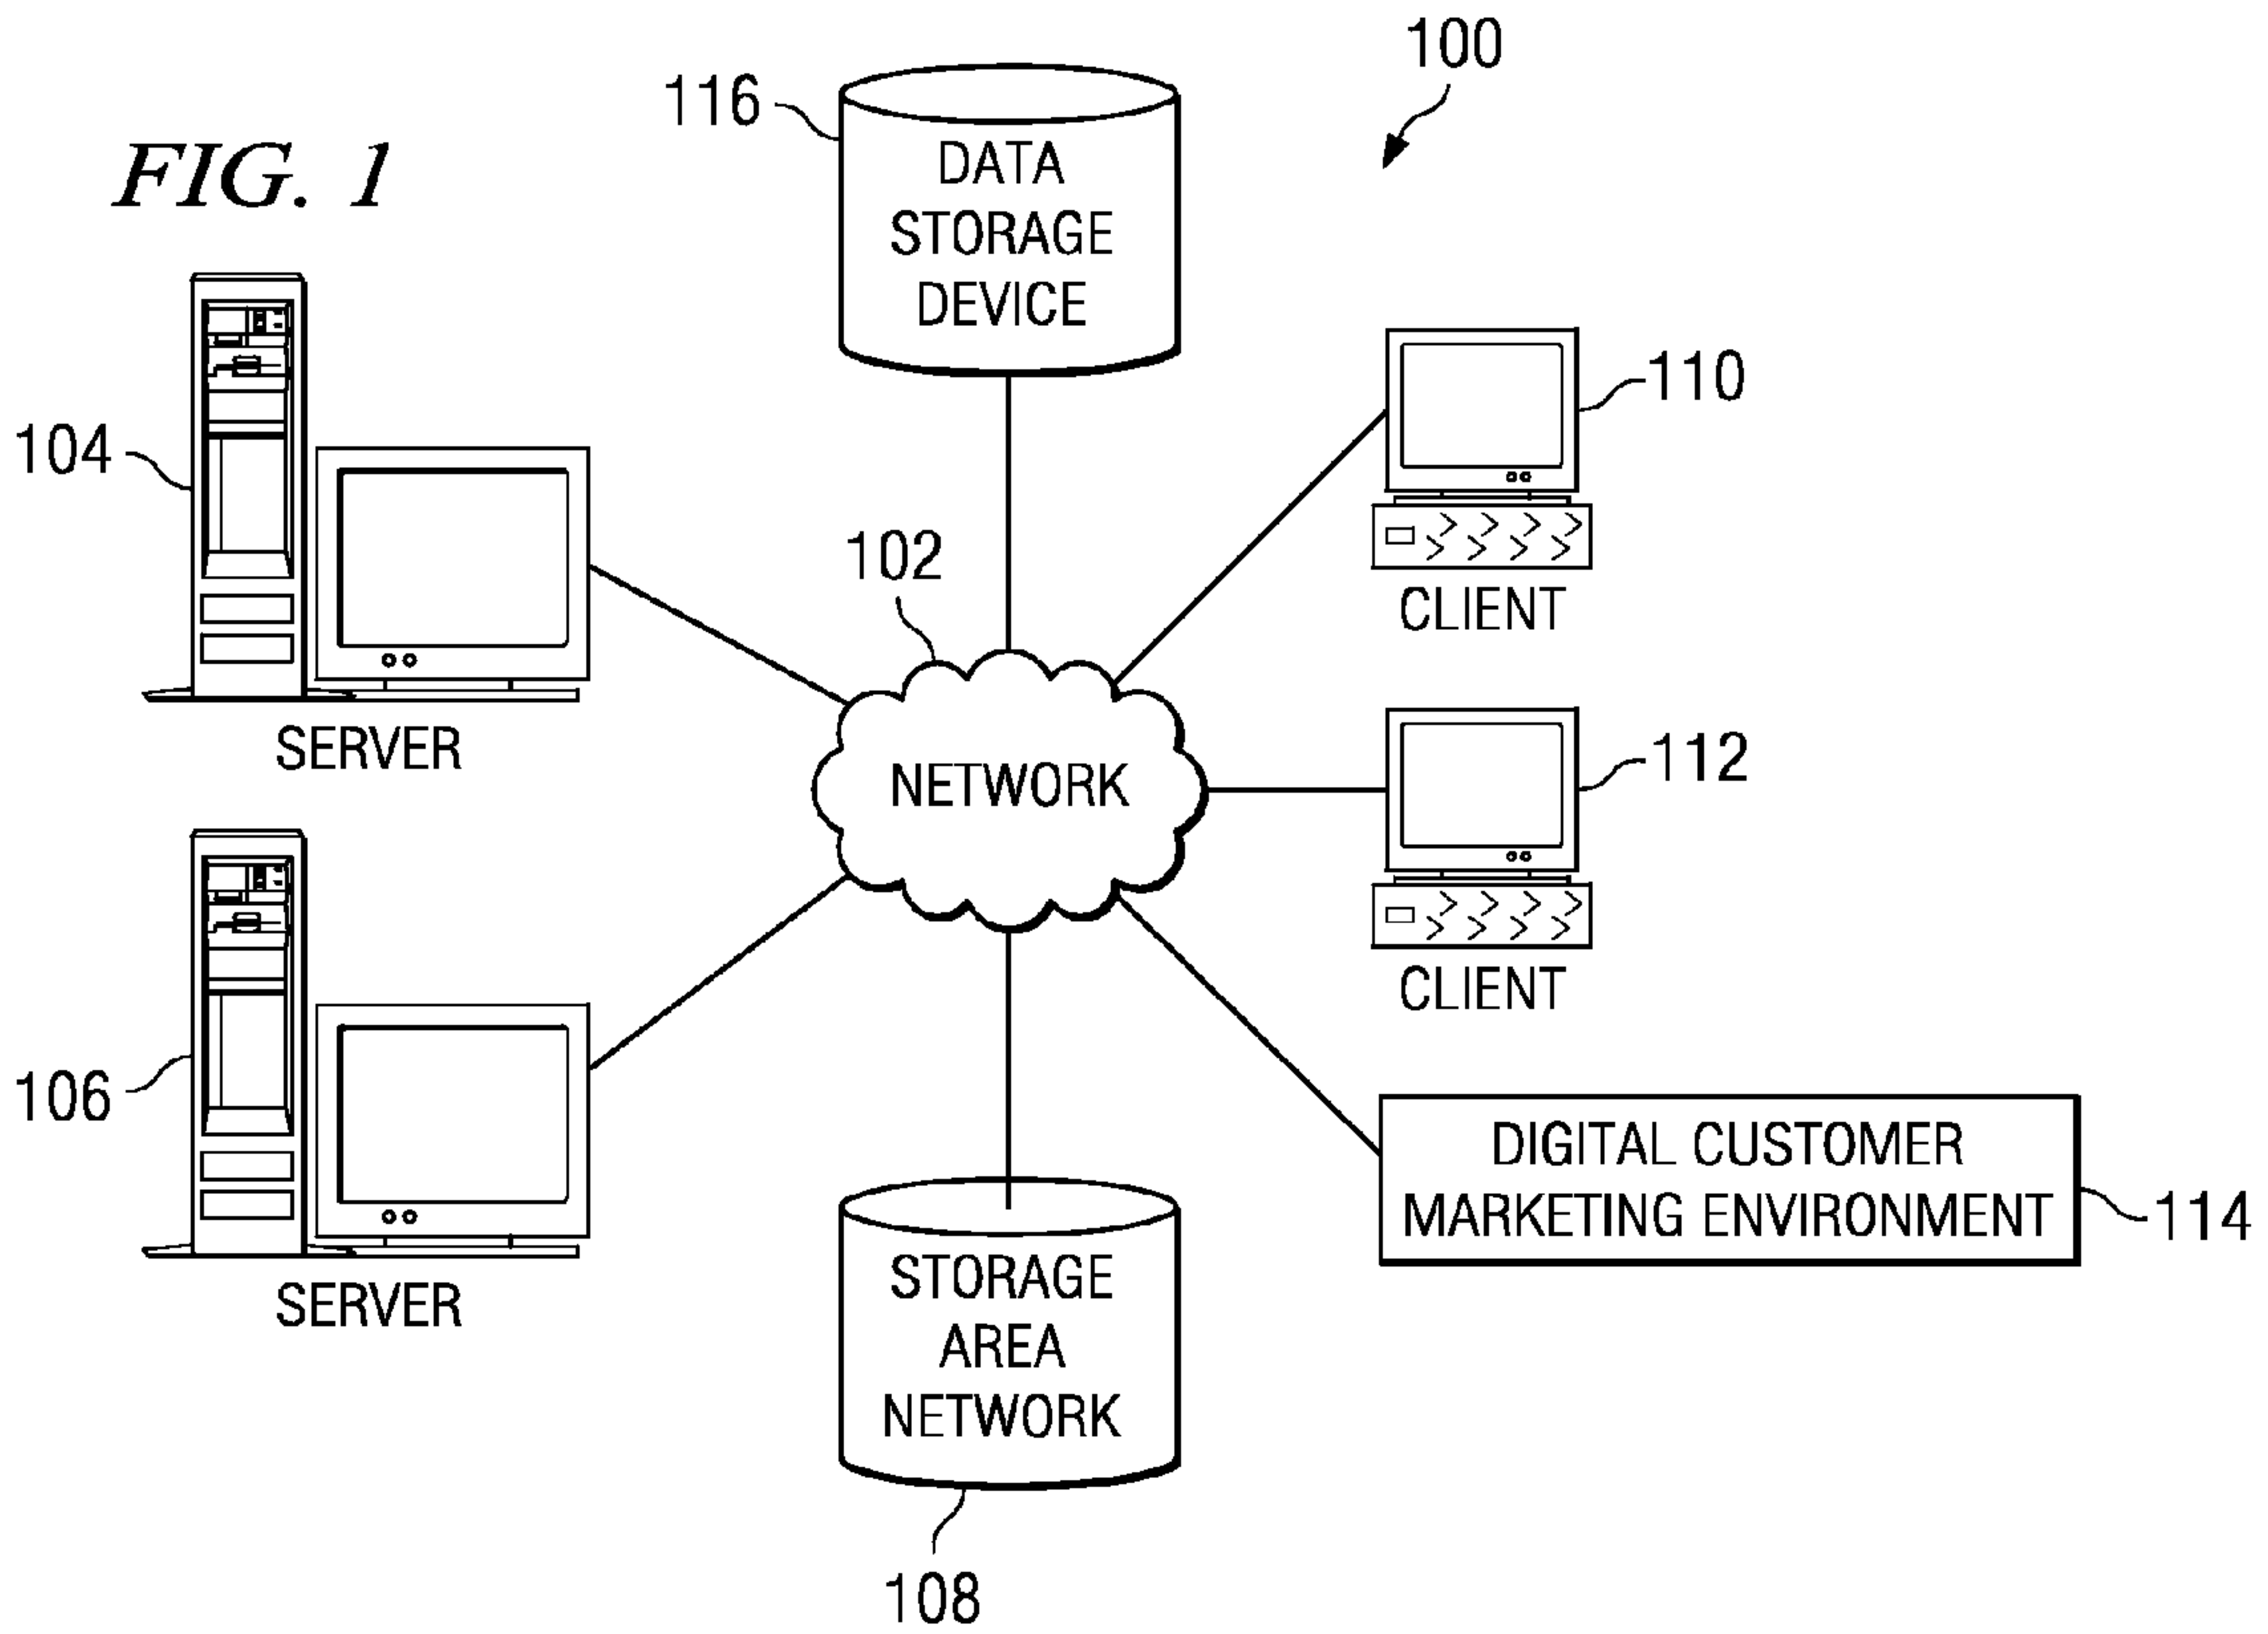 FIG. 1
100
116
DATA
STORAGE
DEVICE
110
CLIENT
104
SERVER
102
NETWORK
112
CLIENT
106
SERVER
DIGITAL CUSTOMER
MARKETING ENVIRONMENT
114
STORAGE
AREA
NETWORK
108